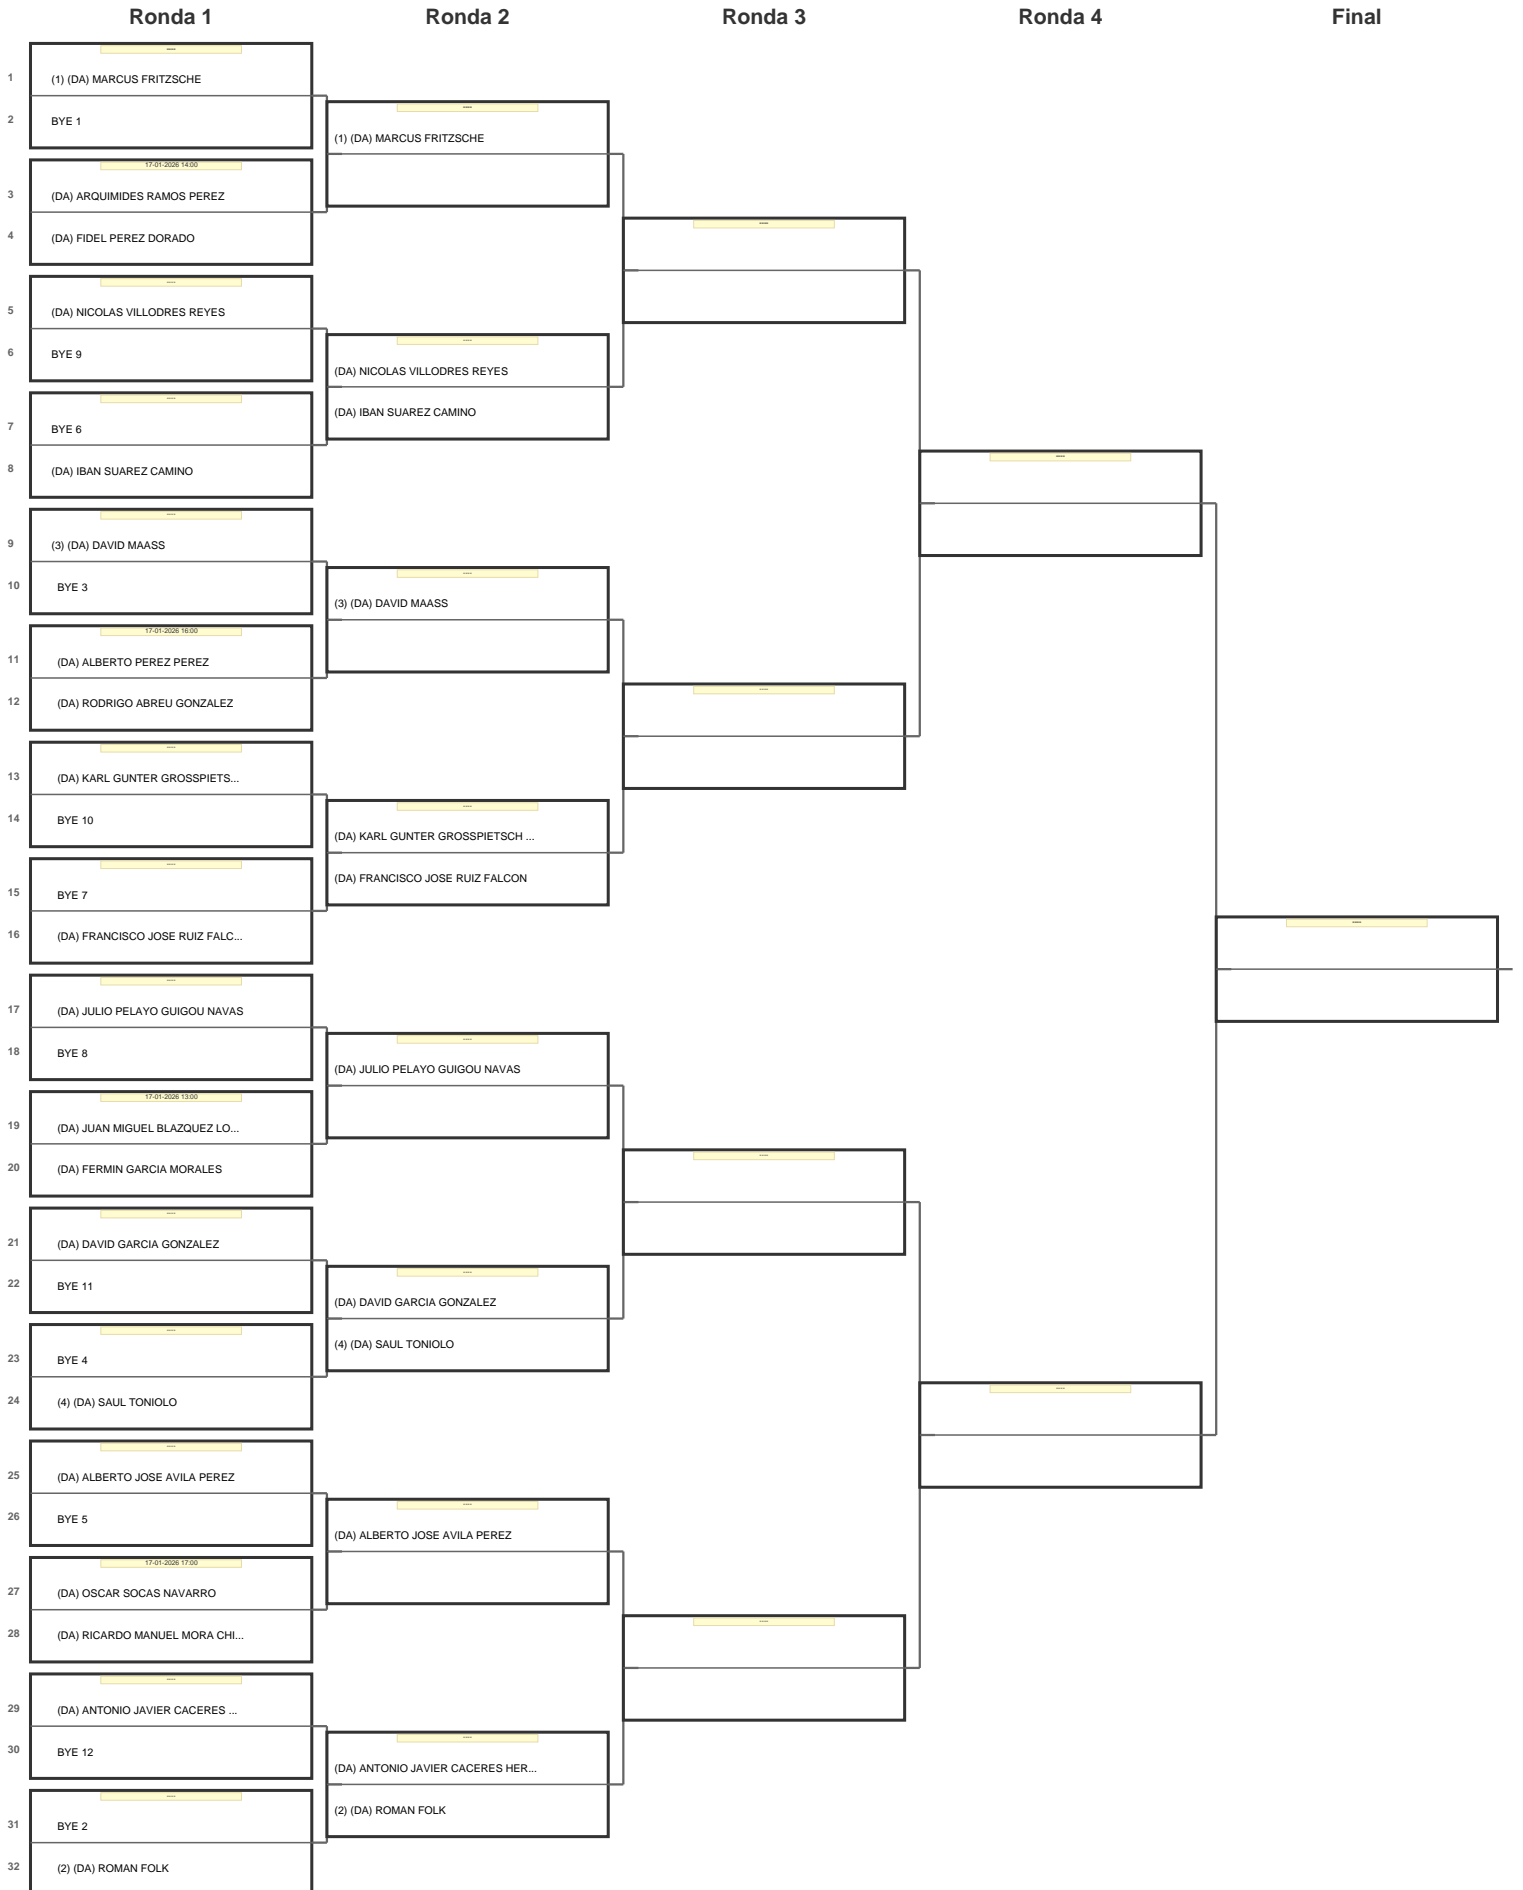 Ronda 1
Ronda 2
Ronda 3
Ronda 4
Final
----
1
(1) (DA) MARCUS FRITZSCHE
2
BYE 1
17-01-2026 14:00
3
(DA) ARQUIMIDES RAMOS PEREZ
4
(DA) FIDEL PEREZ DORADO
----
5
(DA) NICOLAS VILLODRES REYES
6
BYE 9
----
7
BYE 6
8
(DA) IBAN SUAREZ CAMINO
----
9
(3) (DA) DAVID MAASS
10
BYE 3
17-01-2026 16:00
11
(DA) ALBERTO PEREZ PEREZ
12
(DA) RODRIGO ABREU GONZALEZ
----
13
(DA) KARL GUNTER GROSSPIETS...
14
BYE 10
----
15
BYE 7
16
(DA) FRANCISCO JOSE RUIZ FALC...
----
17
(DA) JULIO PELAYO GUIGOU NAVAS
18
BYE 8
17-01-2026 13:00
19
(DA) JUAN MIGUEL BLAZQUEZ LO...
20
(DA) FERMIN GARCIA MORALES
----
21
(DA) DAVID GARCIA GONZALEZ
22
BYE 11
----
23
BYE 4
24
(4) (DA) SAUL TONIOLO
----
25
(DA) ALBERTO JOSE AVILA PEREZ
26
BYE 5
17-01-2026 17:00
27
(DA) OSCAR SOCAS NAVARRO
28
(DA) RICARDO MANUEL MORA CHI...
----
29
(DA) ANTONIO JAVIER CACERES ...
30
BYE 12
----
31
BYE 2
32
(2) (DA) ROMAN FOLK
----
(1) (DA) MARCUS FRITZSCHE
----
(DA) NICOLAS VILLODRES REYES
(DA) IBAN SUAREZ CAMINO
----
(3) (DA) DAVID MAASS
----
(DA) KARL GUNTER GROSSPIETSCH ...
(DA) FRANCISCO JOSE RUIZ FALCON
----
(DA) JULIO PELAYO GUIGOU NAVAS
----
(DA) DAVID GARCIA GONZALEZ
(4) (DA) SAUL TONIOLO
----
(DA) ALBERTO JOSE AVILA PEREZ
----
(DA) ANTONIO JAVIER CACERES HER...
(2) (DA) ROMAN FOLK
----
----
----
----
----
----
----